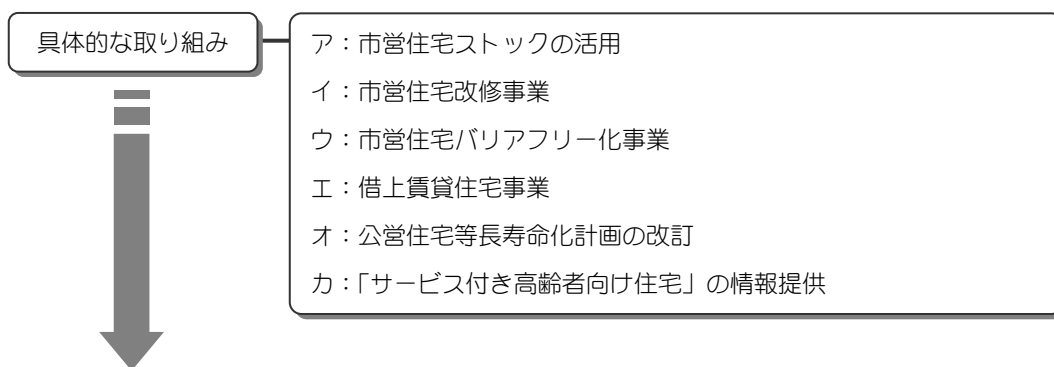 具体的な取り組み
ア：市営住宅ストックの活用
イ：市営住宅改修事業
ウ：市営住宅バリアフリー化事業
エ：借上賃貸住宅事業
オ：公営住宅等長寿命化計画の改訂
カ：「サービス付き高齢者向け住宅」の情報提供